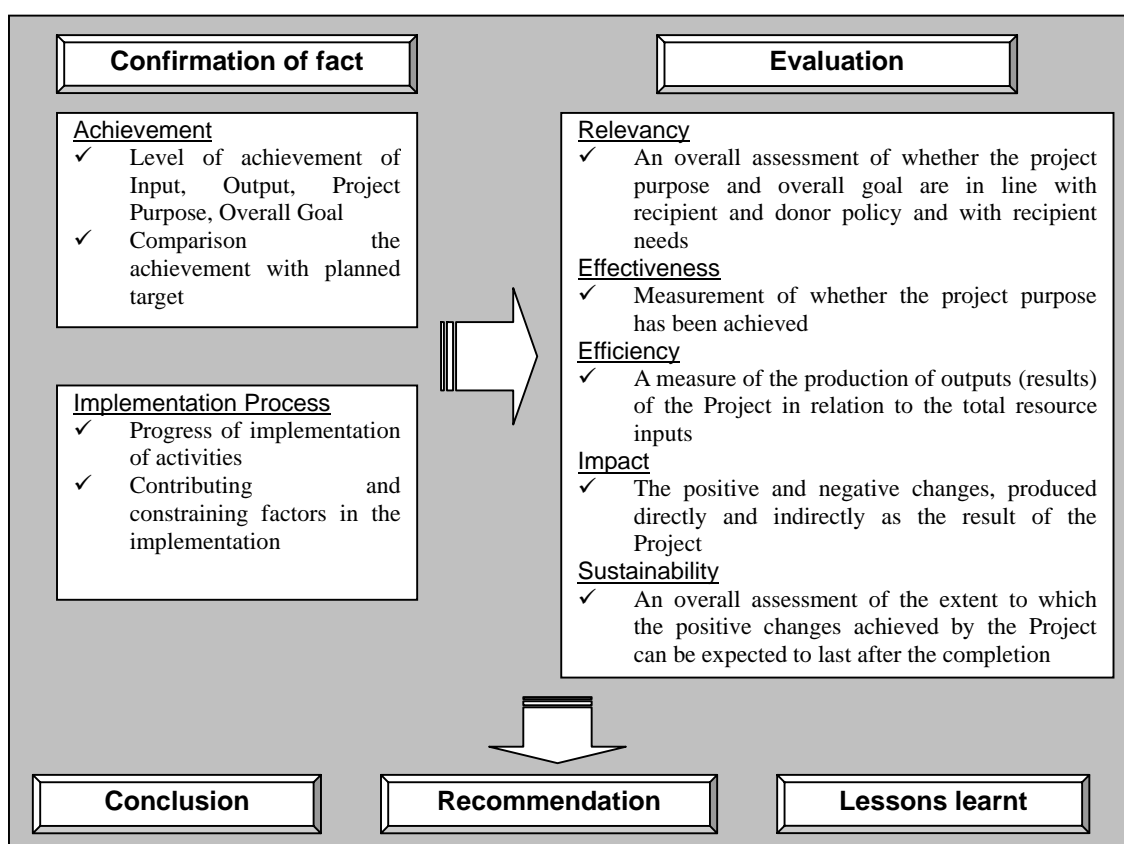 Confirmation of fact
Achievement
✓ Level of achievement of
Input, Output, Project
Purpose, Overall Goal
✓ Comparison the
achievement with planned
target
Implementation Process
✓ Progress of implementation
of activities
✓ Contributing and
constraining factors in the
implementation
Evaluation
Relevancy
✓ An overall assessment of whether the project
purpose and overall goal are in line with
recipient and donor policy and with recipient
needs
Effectiveness
✓ Measurement of whether the project purpose
has been achieved
Efficiency
✓ A measure of the production of outputs (results)
of the Project in relation to the total resource
inputs
Impact
✓ The positive and negative changes, produced
directly and indirectly as the result of the
Project
Sustainability
✓ An overall assessment of the extent to which
the positive changes achieved by the Project
can be expected to last after the completion
Conclusion
Recommendation
Lessons learnt